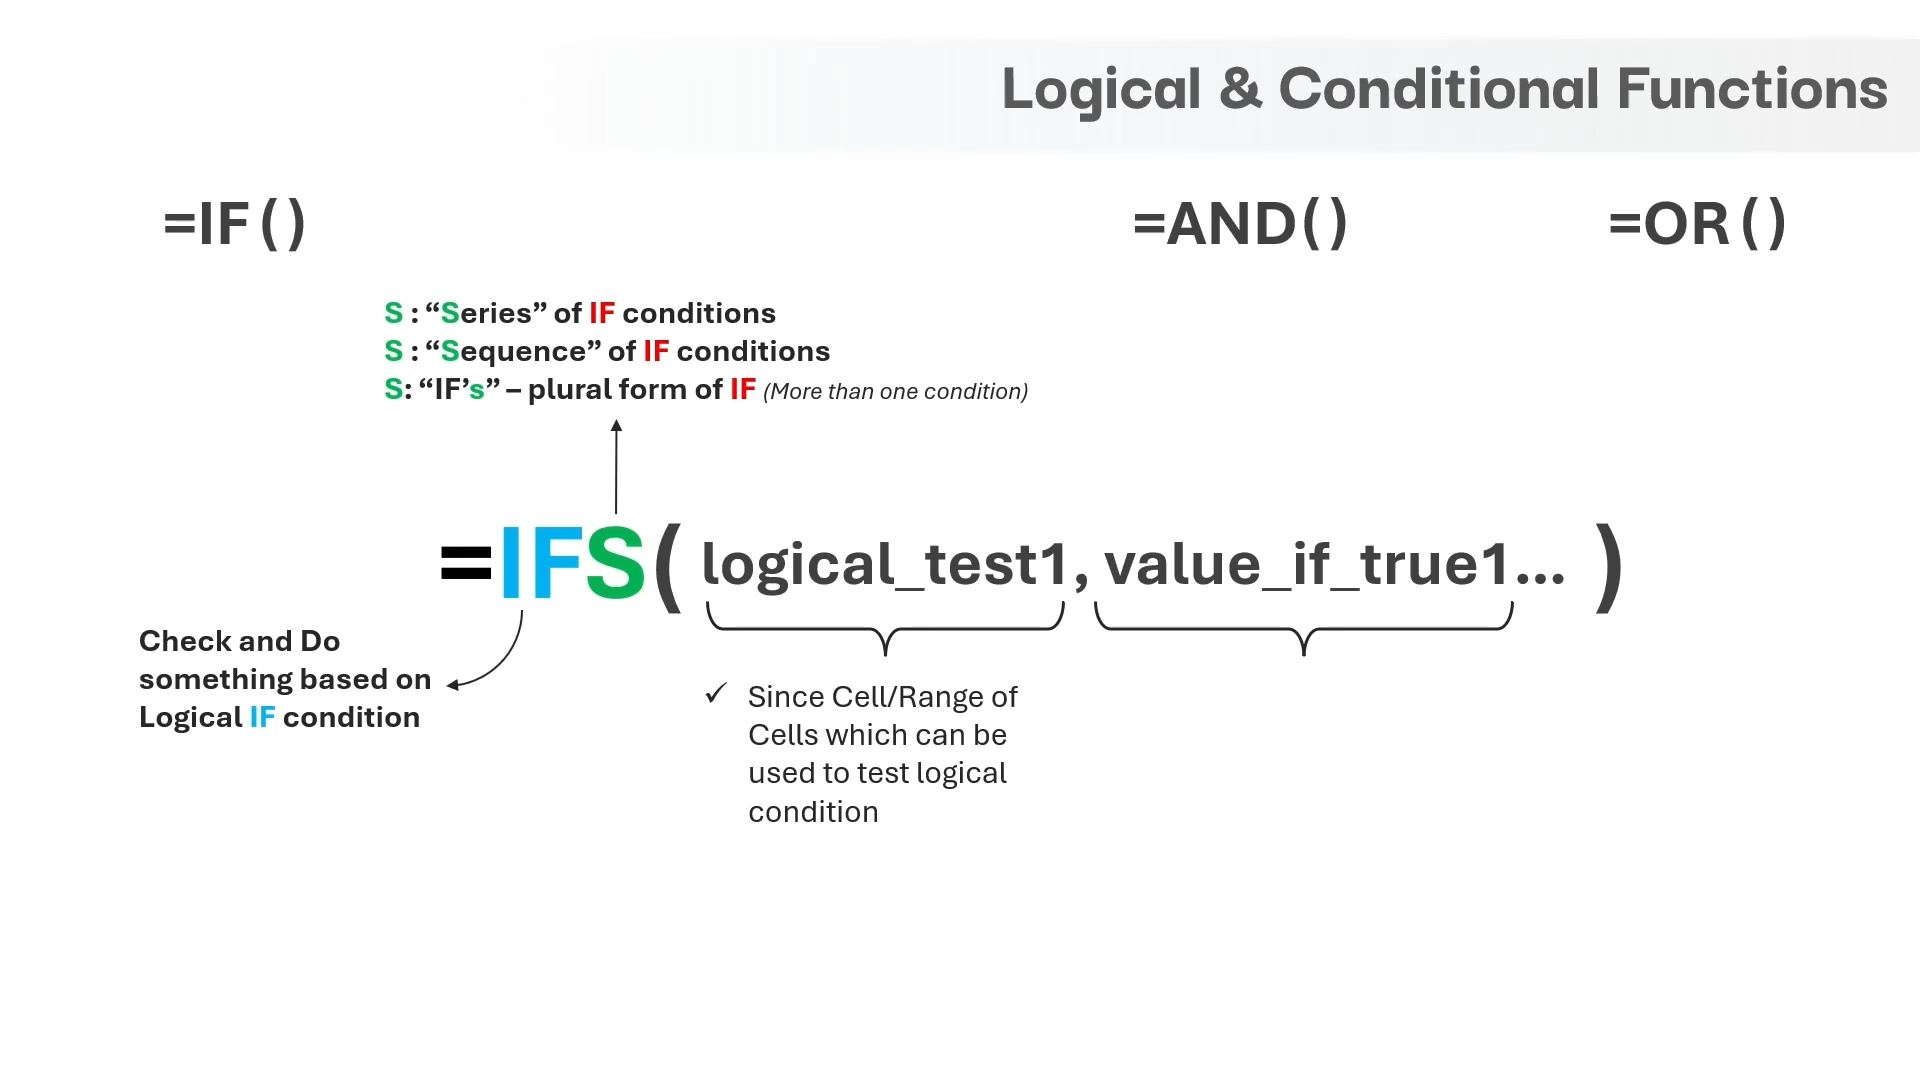 Logical & Conditional Functions
=IF()
=AND()
=OR()
S : “Series” of IF conditions
S : “Sequence” of IF conditions
S: “IF’s” – plural form of IF (More than one condition)
=IFS( logical_test1, value_if_true1... )
Check and Do
something based on
Logical IF condition
✓ Since Cell/Range of
Cells which can be
used to test logical
condition